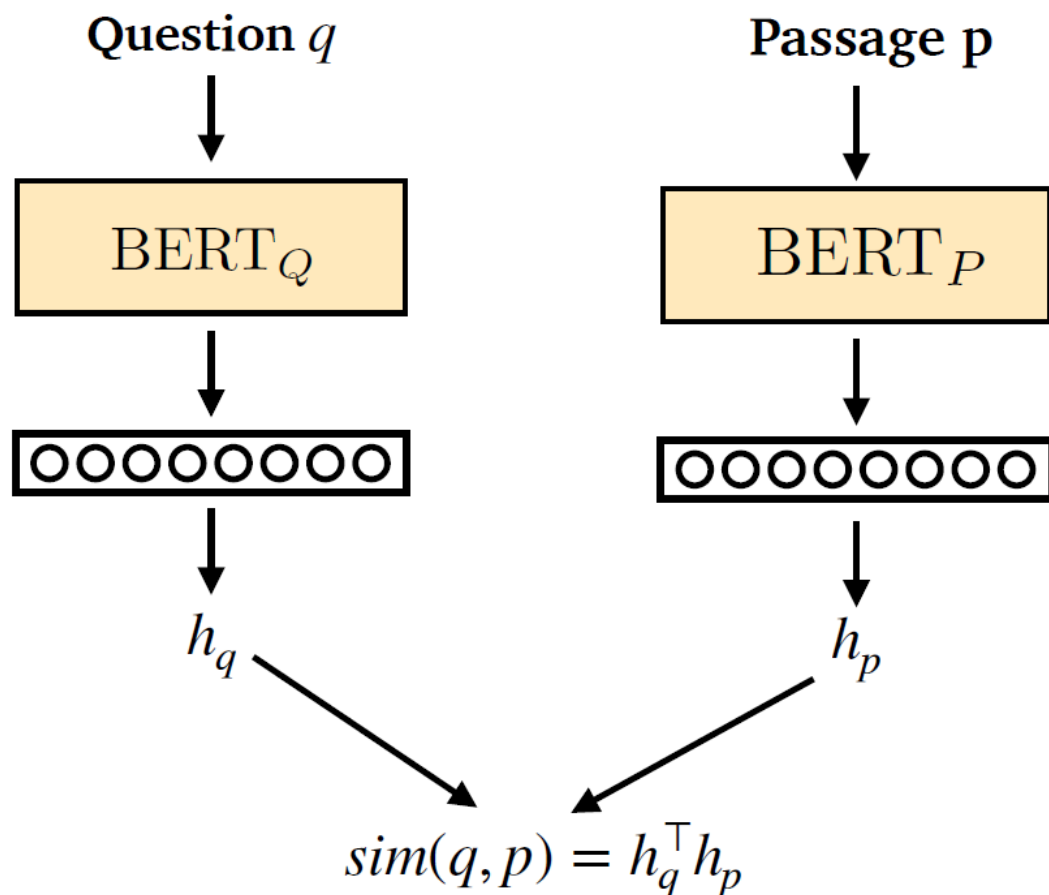 Question q
Passage p
BERT_Q
BERT_P
h_q
h_p
sim(q, p) = h_q^⊤ h_p